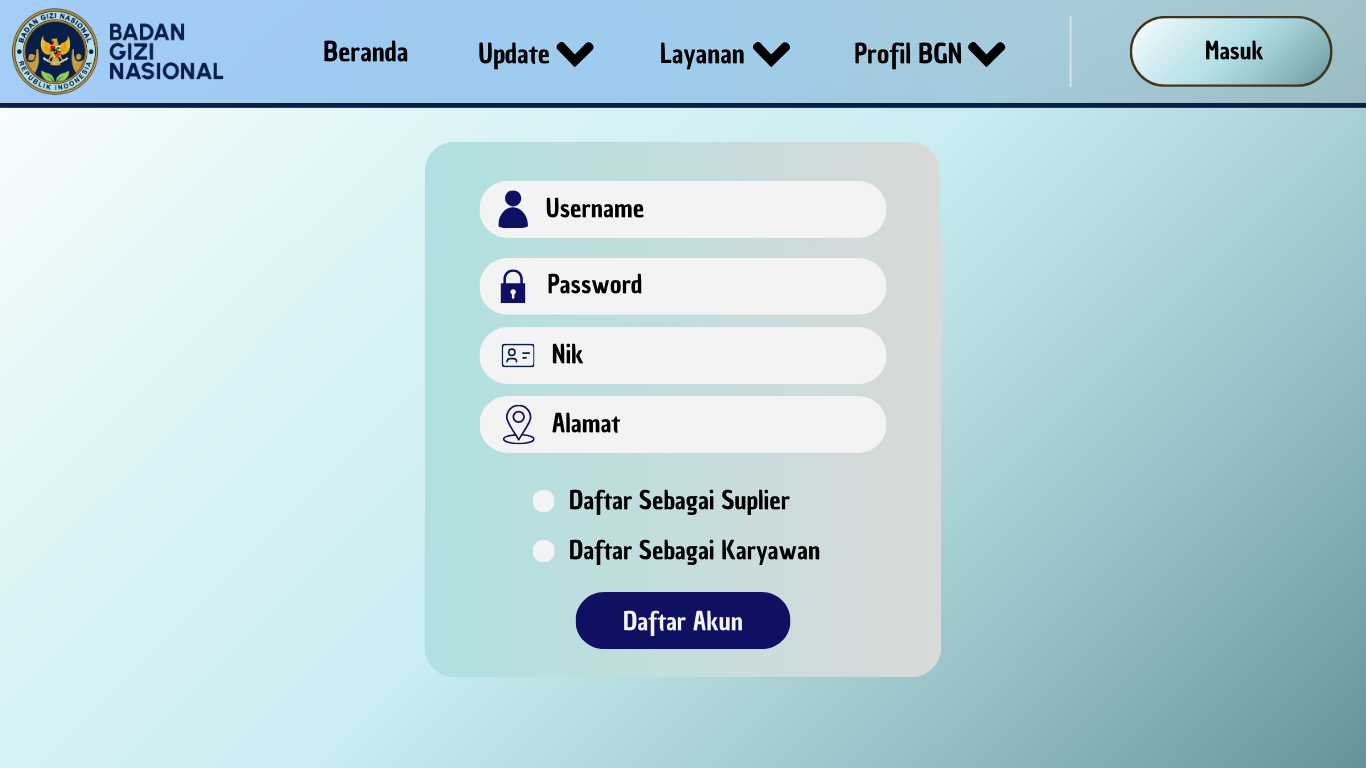 BADAN GIZI NASIONAL
REPUBLIK INDONESIA
BADAN
GIZI
NASIONAL
Beranda
Update
Layanan
Profil BGN
Masuk
Username
Password
Nik
Alamat
Daftar Sebagai Suplier
Daftar Sebagai Karyawan
Daftar Akun